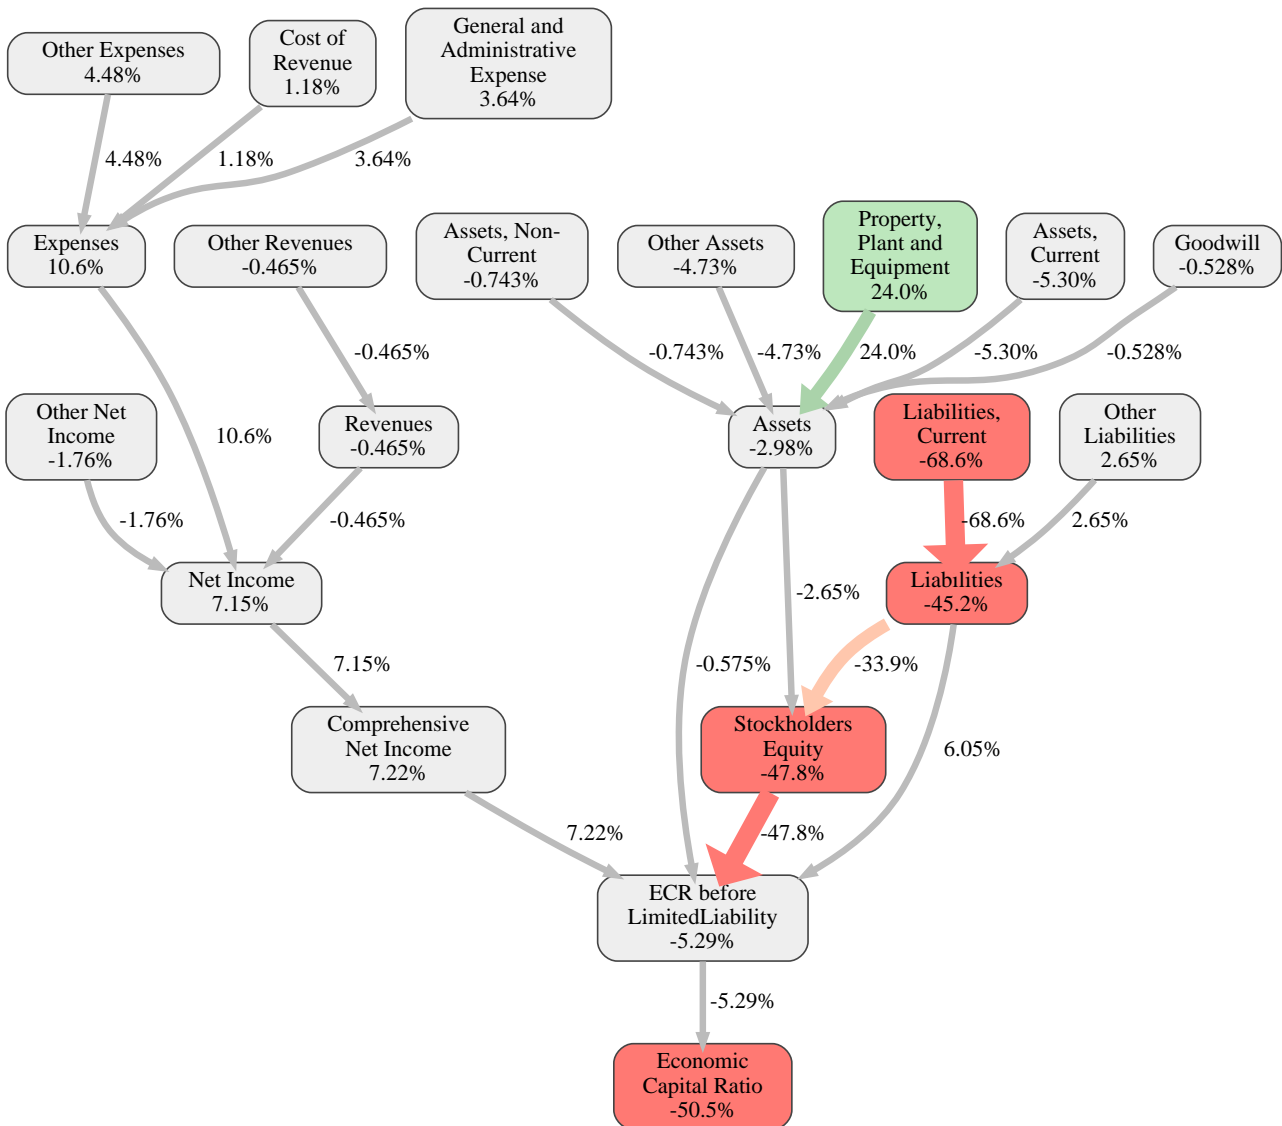 Other Expenses
4.48%
Cost of
Revenue
1.18%
General and
Administrative
Expense
3.64%
4.48%
1.18%
3.64%
Expenses
10.6%
Other Revenues
-0.465%
Assets, Non-
Current
-0.743%
Other Assets
-4.73%
Property,
Plant and
Equipment
24.0%
Assets,
Current
-5.30%
Goodwill
-0.528%
-0.465%
-0.743%
-4.73%
24.0%
-5.30%
-0.528%
Other Net
Income
-1.76%
10.6%
Revenues
-0.465%
Assets
-2.98%
Liabilities,
Current
-68.6%
Other
Liabilities
2.65%
-1.76%
-0.465%
-68.6%
2.65%
Net Income
7.15%
-2.65%
Liabilities
-45.2%
7.15%
-0.575%
-33.9%
Comprehensive
Net Income
7.22%
Stockholders
Equity
-47.8%
6.05%
7.22%
-47.8%
ECR before
LimitedLiability
-5.29%
-5.29%
Economic
Capital Ratio
-50.5%